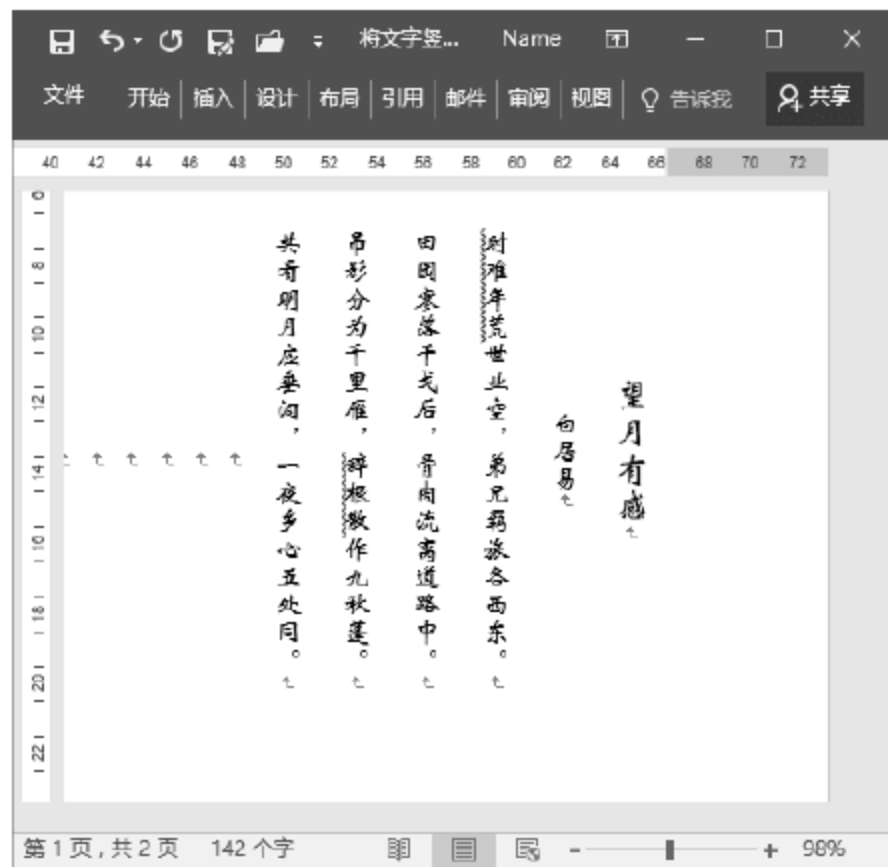 将文字竖... Name
文件 开始 插入 设计 布局 引用 邮件 审阅 视图 告诉我 共享
40 42 44 46 48 50 52 54 56 58 60 62 64 66 68 70 72
望月有感
白居易
时难年荒世业空，弟兄羁旅各西东。
田园寥落干戈后，骨肉流离道路中。
吊影分为千里雁，辞根散作九秋蓬。
共看明月应垂泪，一夜乡心五处同。
第1页，共2页 142个字 98%